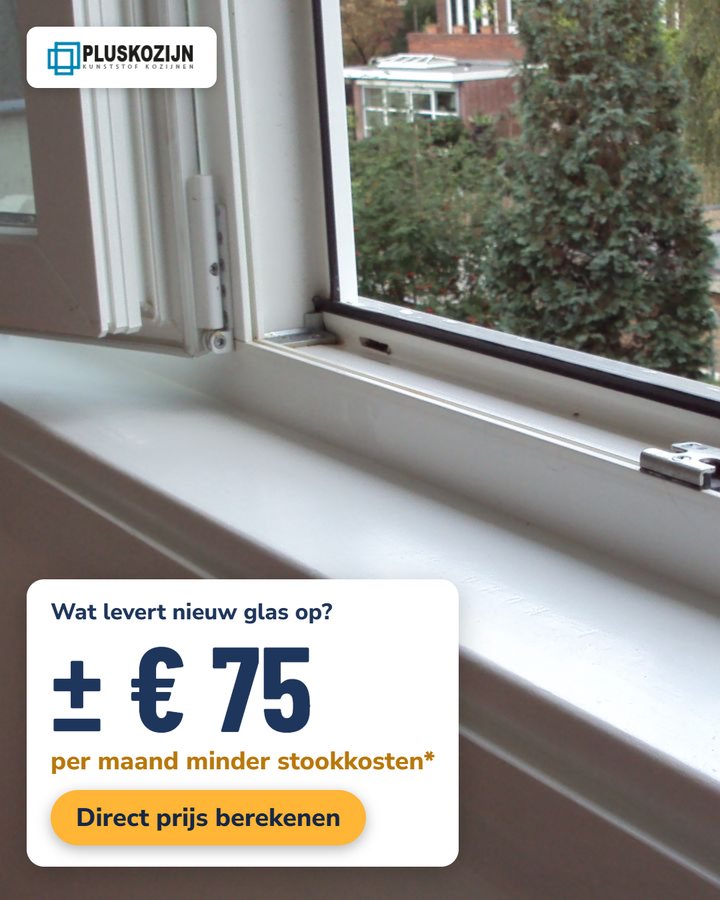 PLUSKOZIJN
KUNSTSTOF KOZIJNEN
Wat levert nieuw glas op?
± € 75
per maand minder stookkosten*
Direct prijs berekenen